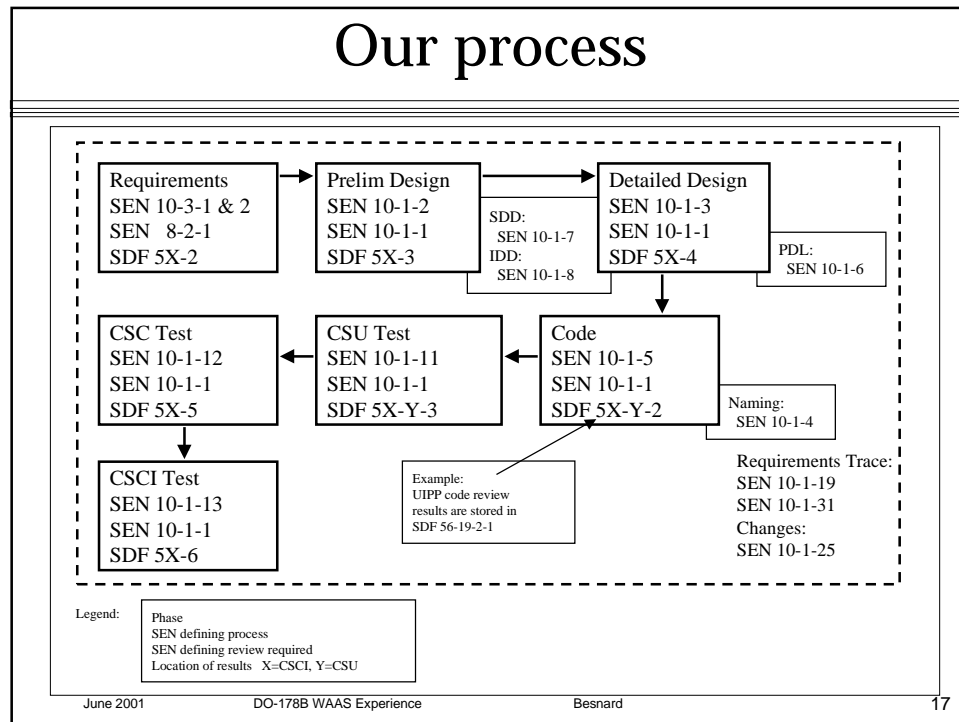 Our process
Requirements
SEN 10-3-1 & 2
SEN 8-2-1
SDF 5X-2
Prelim Design
SEN 10-1-2
SEN 10-1-1
SDF 5X-3
SDD:
SEN 10-1-7
IDD:
SEN 10-1-8
Detailed Design
SEN 10-1-3
SEN 10-1-1
SDF 5X-4
PDL:
SEN 10-1-6
CSC Test
SEN 10-1-12
SEN 10-1-1
SDF 5X-5
CSU Test
SEN 10-1-11
SEN 10-1-1
SDF 5X-Y-3
Code
SEN 10-1-5
SEN 10-1-1
SDF 5X-Y-2
Naming:
SEN 10-1-4
CSCI Test
SEN 10-1-13
SEN 10-1-1
SDF 5X-6
Example:
UIPP code review
results are stored in
SDF 56-19-2-1
Requirements Trace:
SEN 10-1-19
SEN 10-1-31
Changes:
SEN 10-1-25
Legend:
Phase
SEN defining process
SEN defining review required
Location of results X=CSCI, Y=CSU
June 2001 DO-178B WAAS Experience Besnard 17